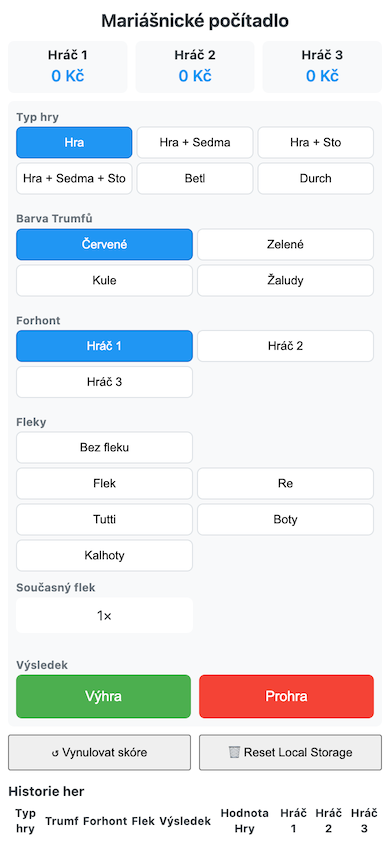 Mariášnické počítadlo
Hráč 1 Hráč 2 Hráč 3
0 Kč 0 Kč 0 Kč
Typ hry
Hra Hra + Sedma Hra + Sto
Hra + Sedma + Sto Betl Durch
Barva Trumfů
Červené Zelené
Kule Žaludy
Forhont
Hráč 1 Hráč 2
Hráč 3
Fleky
Bez fleku
Flek Re
Tutti Boty
Kalhoty
Současný flek
1×
Výsledek
Výhra Prohra
↺ Vynulovat skóre 🗑️ Reset Local Storage
Historie her
Typ hry Trumf Forhont Flek Výsledek Hodnota Hry Hráč 1 Hráč 2 Hráč 3